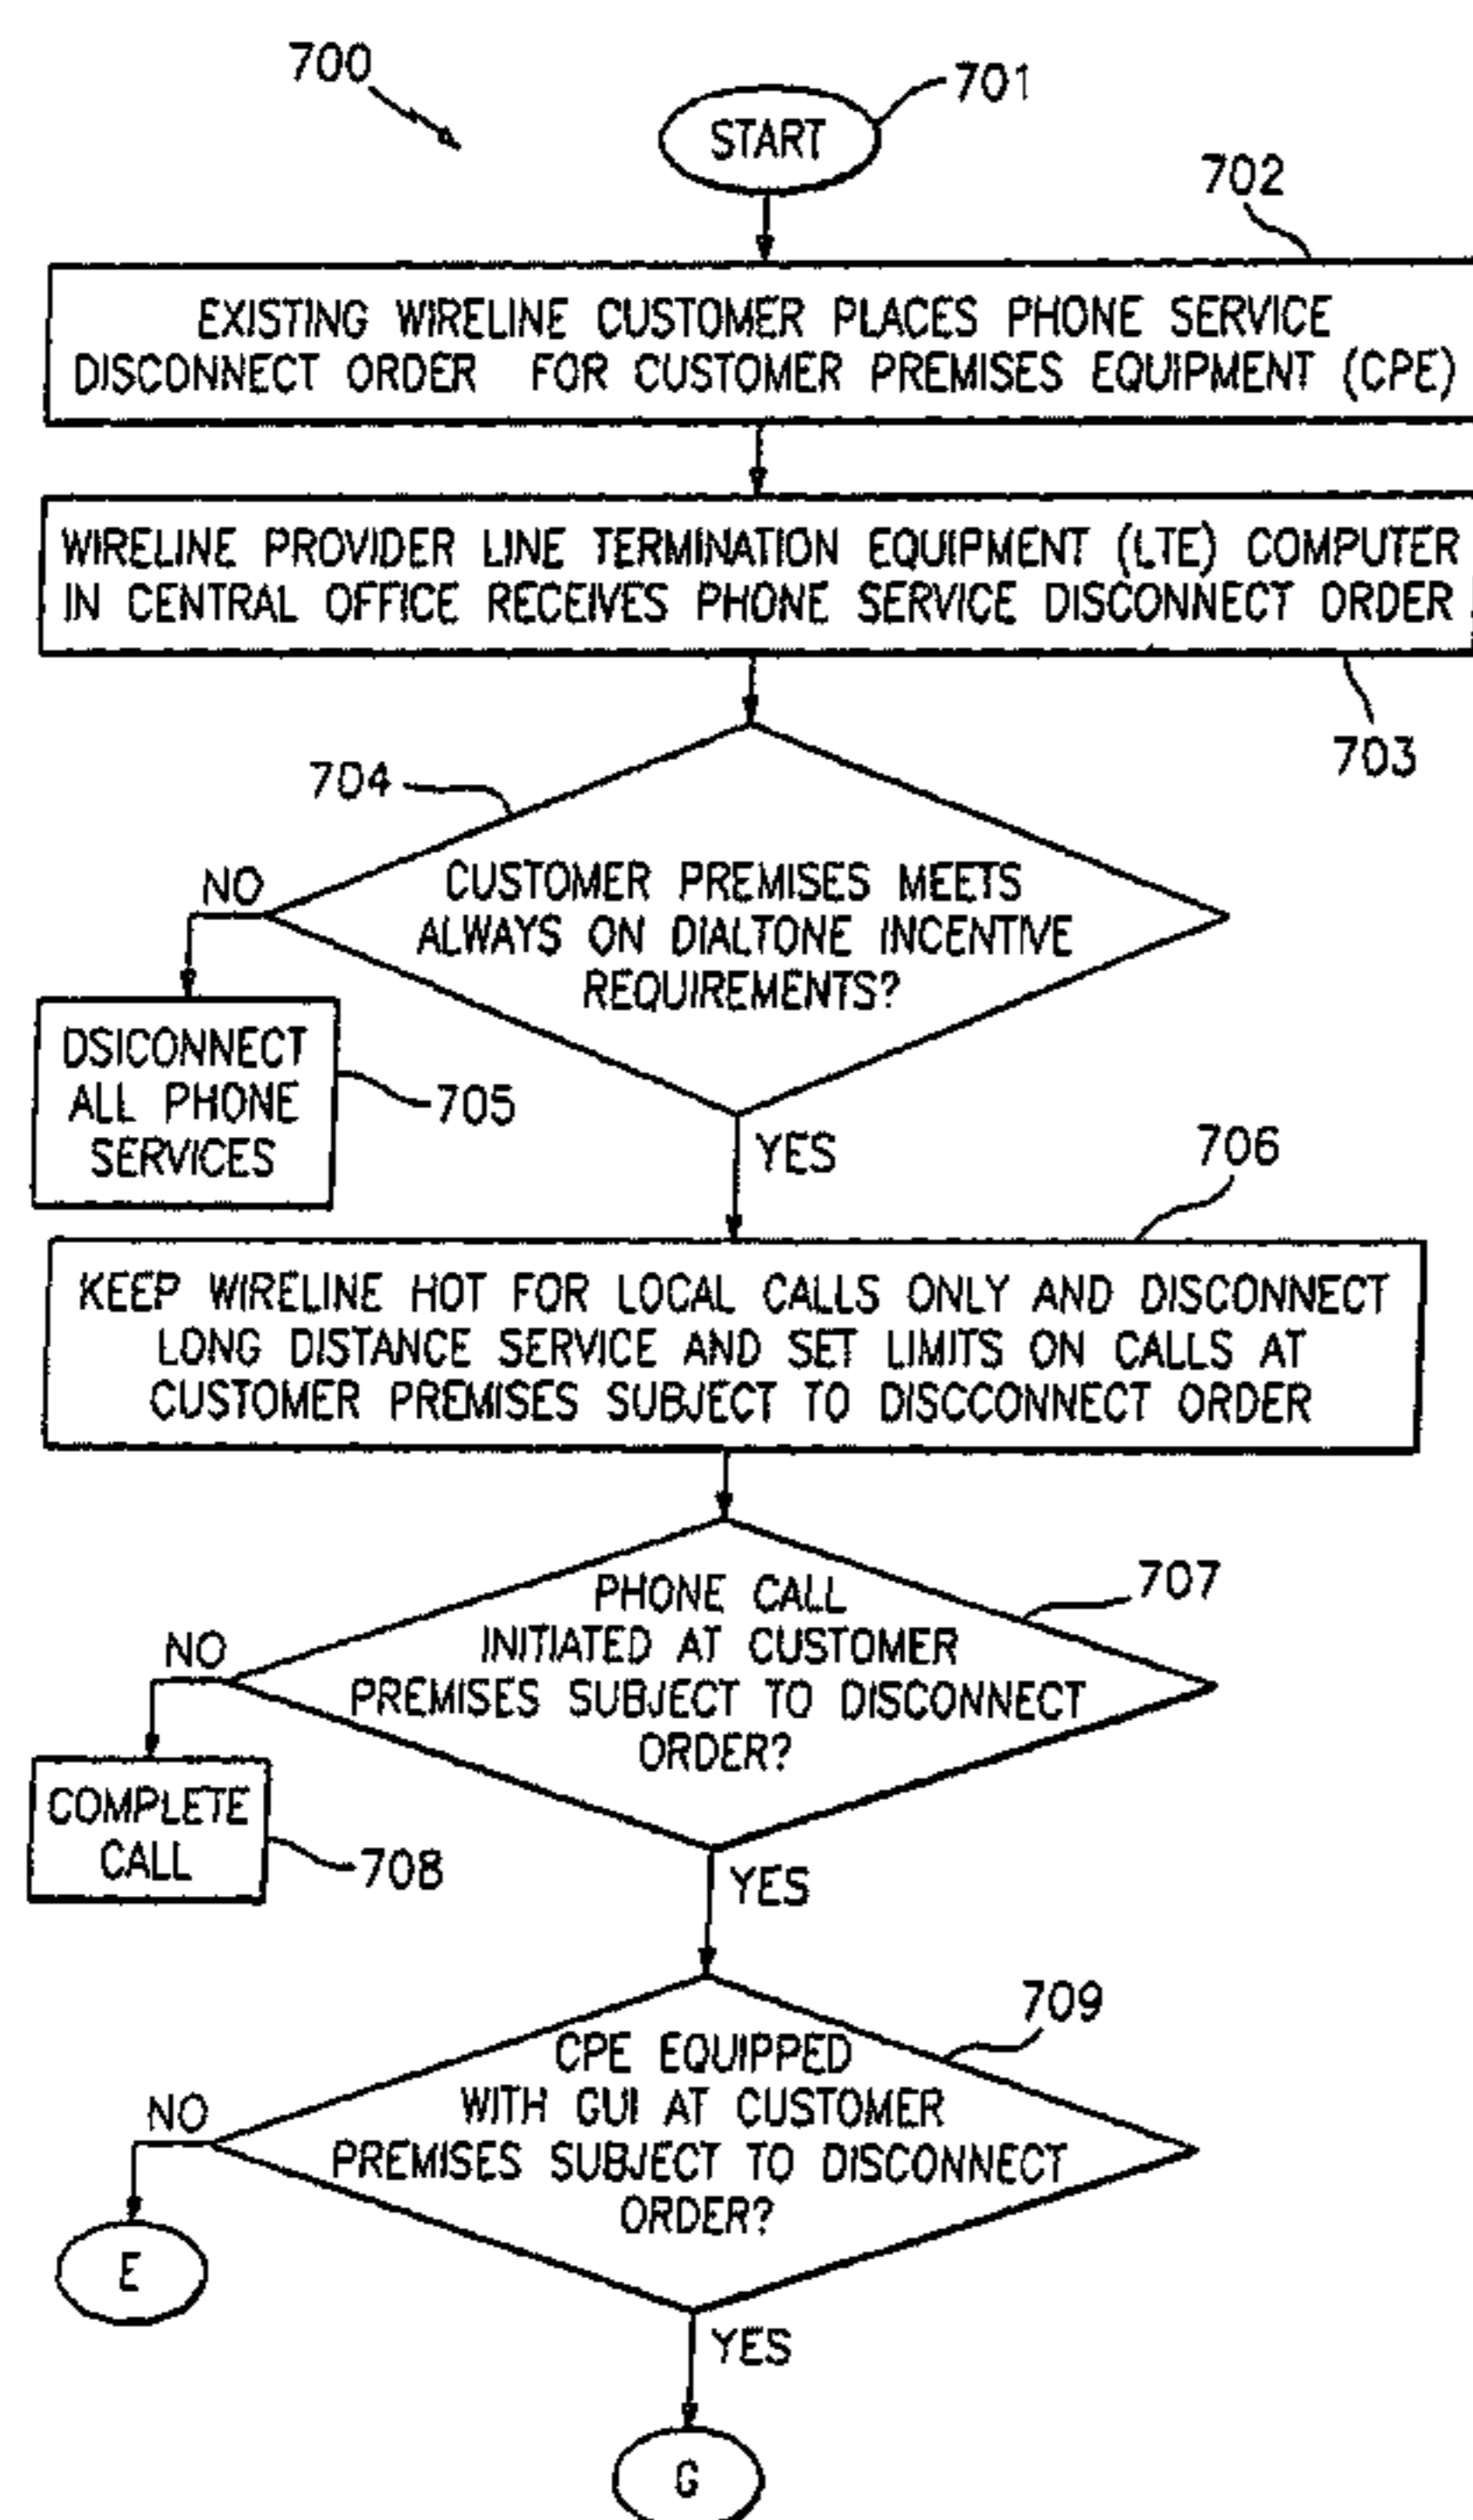 700
701
START
702
EXISTING WIRELINE CUSTOMER PLACES PHONE SERVICE
DISCONNECT ORDER FOR CUSTOMER PREMISES EQUIPMENT (CPE)
WIRELINE PROVIDER LINE TERMINATION EQUIPMENT (LTE) COMPUTER
IN CENTRAL OFFICE RECEIVES PHONE SERVICE DISCONNECT ORDER.
703
704
NO
CUSTOMER PREMISES MEETS
ALWAYS ON DIALTONE INCENTIVE
REQUIREMENTS?
DSICONNECT
ALL PHONE
SERVICES
705
YES
706
KEEP WIRELINE HOT FOR LOCAL CALLS ONLY AND DISCONNECT
LONG DISTANCE SERVICE AND SET LIMITS ON CALLS AT
CUSTOMER PREMISES SUBJECT TO DISCCONNECT ORDER
707
PHONE CALL
INITIATED AT CUSTOMER
PREMISES SUBJECT TO DISCONNECT
ORDER?
NO
COMPLETE
CALL
708
YES
709
CPE EQUIPPED
WITH GUI AT CUSTOMER
PREMISES SUBJECT TO DISCONNECT
ORDER?
NO
E
YES
G